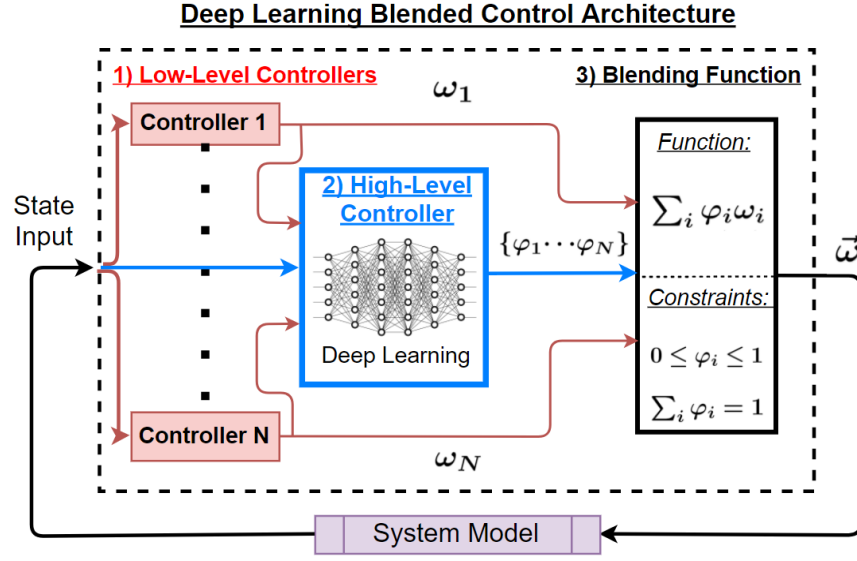 Deep Learning Blended Control Architecture
1) Low-Level Controllers
ω₁
3) Blending Function
Controller 1
Function:
2) High-Level
Controller
State
Input
∑ᵢ φᵢωᵢ
{φ₁⋯φ_N}
ω⃗
Constraints:
Deep Learning
0 ≤ φᵢ ≤ 1
∑ᵢ φᵢ = 1
Controller N
ω_N
System Model